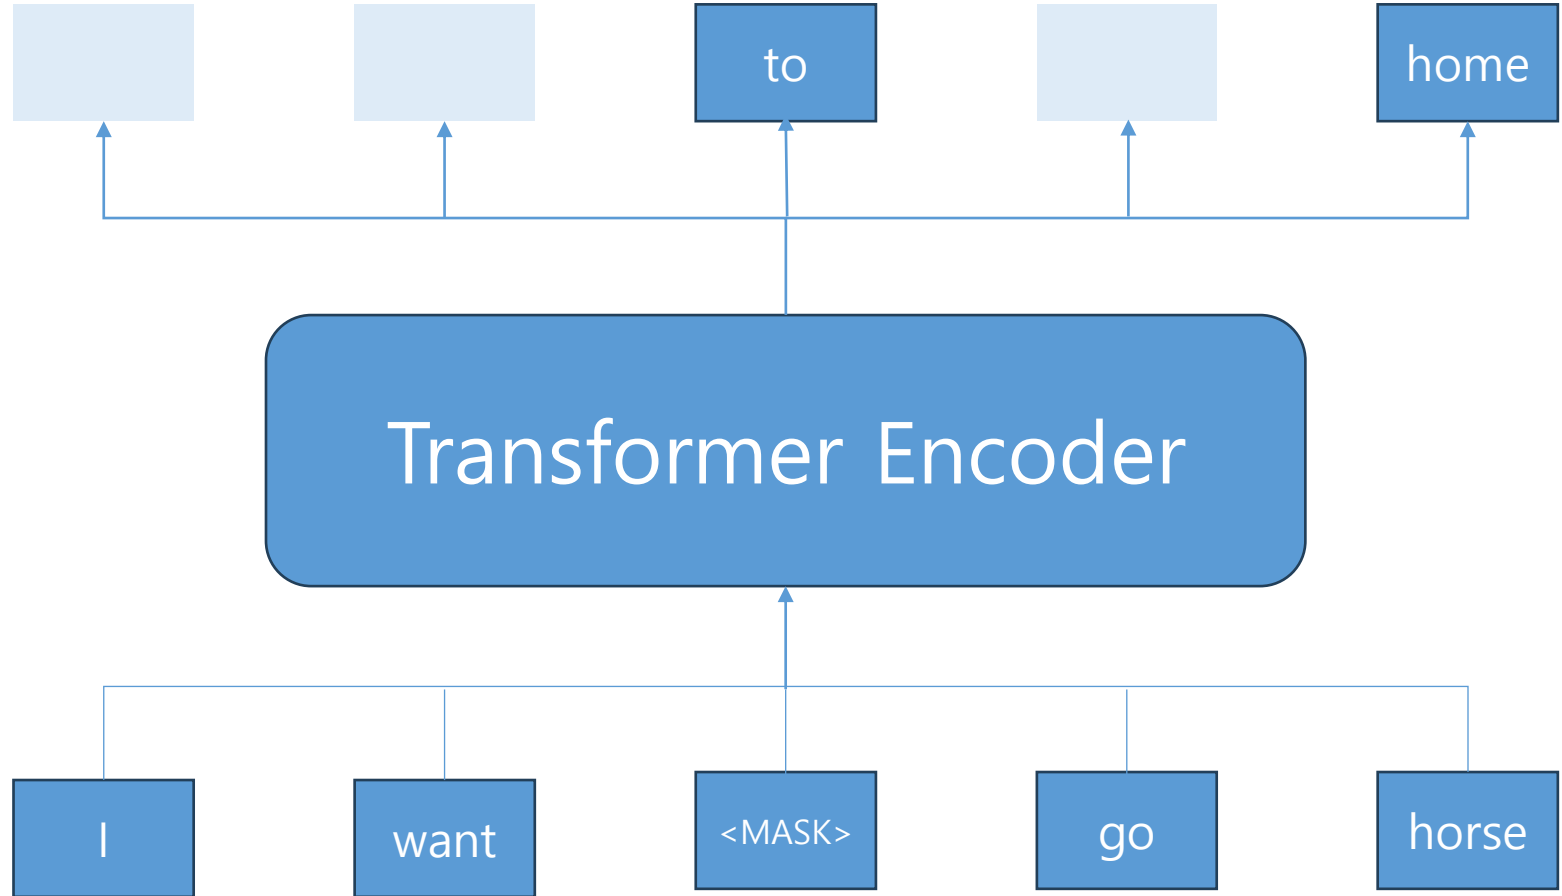 to
home
Transformer Encoder
I
want
<MASK>
go
horse